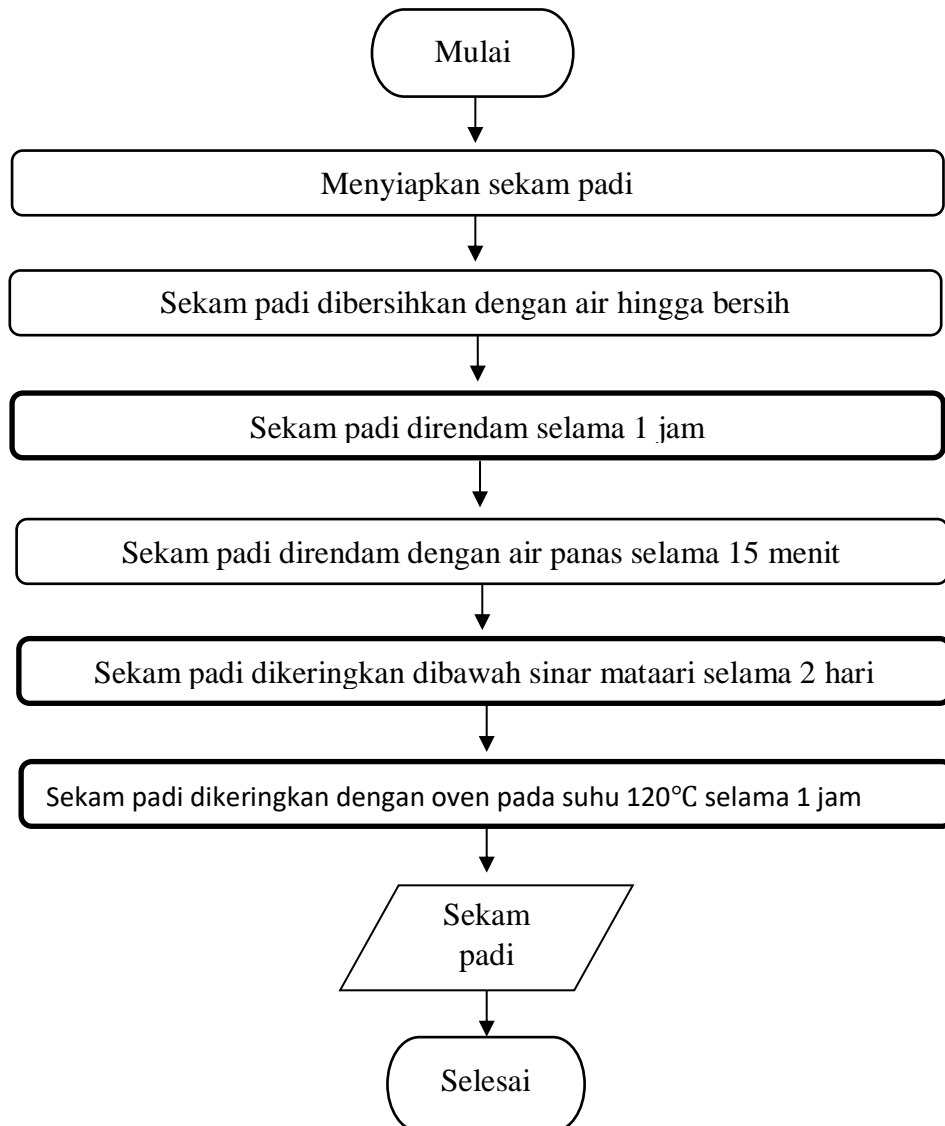 Mulai
Menyiapkan sekam padi
Sekam padi dibersihkan dengan air hingga bersih
Sekam padi direndam selama 1 jam
Sekam padi direndam dengan air panas selama 15 menit
Sekam padi dikeringkan dibawah sinar mataari selama 2 hari
Sekam padi dikeringkan dengan oven pada suhu 120℃ selama 1 jam
Sekam
padi
Selesai